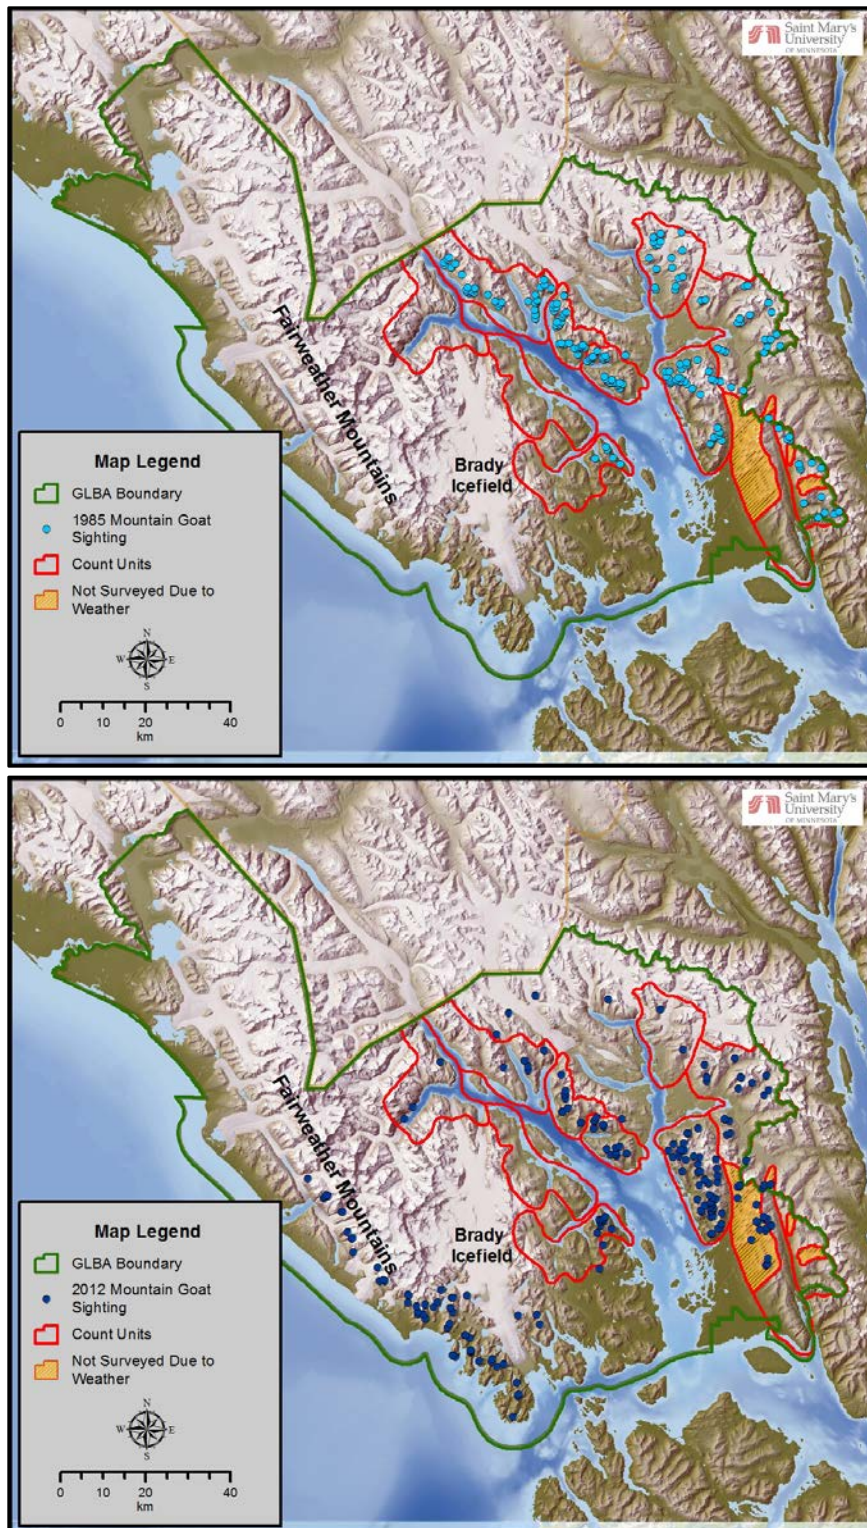 Saint Mary's
University
OF MINNESOTA
Fairweather Mountains
Brady
Icefield
Map Legend
GLBA Boundary
1985 Mountain Goat
Sighting
Count Units
Not Surveyed Due to
Weather
N
W E
S
0 10 20 40
km
Saint Mary's
University
OF MINNESOTA
Fairweather Mountains
Brady
Icefield
Map Legend
GLBA Boundary
2012 Mountain Goat
Sighting
Count Units
Not Surveyed Due to
Weather
N
W E
S
0 10 20 40
km